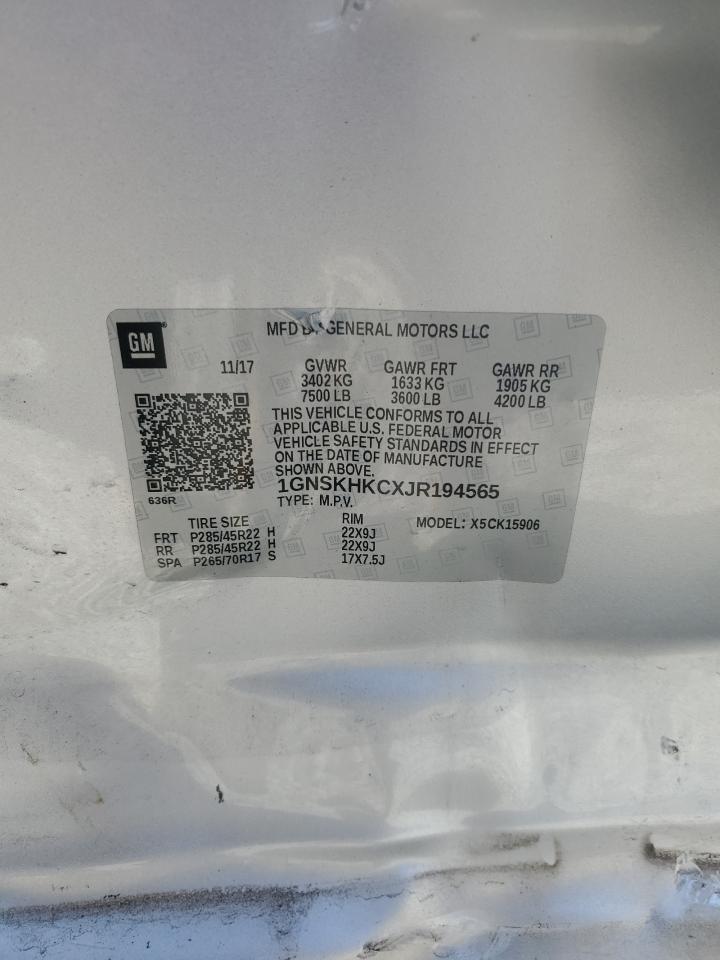 GM
MFD BY GENERAL MOTORS LLC
11/17 GVWR GAWR FRT GAWR RR
3402 KG 1633 KG 1905 KG
7500 LB 3600 LB 4200 LB
THIS VEHICLE CONFORMS TO ALL
APPLICABLE U.S. FEDERAL MOTOR
VEHICLE SAFETY STANDARDS IN EFFECT
ON THE DATE OF MANUFACTURE
SHOWN ABOVE.
1GNSKHKCXJR194565
636R
TYPE: M.P.V.
TIRE SIZE RIM MODEL: X5 CK15906
FRT P285/45R22 H 22X9J
RR P285/45R22 H 22X9J
SPA P265/70R17 S 17X7.5J